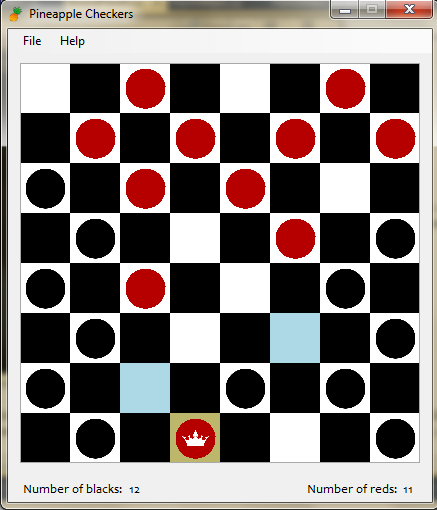 Pineapple Checkers
File Help
Number of blacks: 12 Number of reds: 11